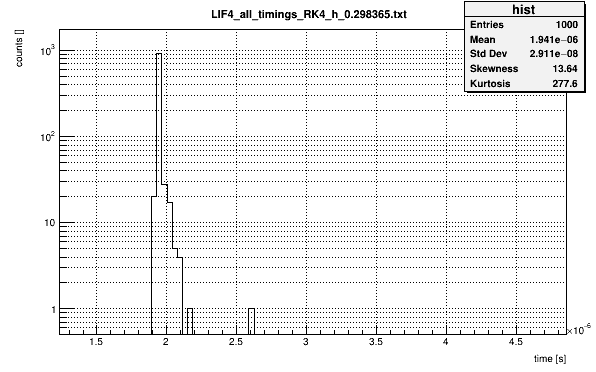 LIF4_all_timings_RK4_h_0.298365.txt
hist
Entries 1000
Mean 1.941e−06
Std Dev 2.911e−08
Skewness 13.64
Kurtosis 277.6
counts []
10³
10²
10
1
1.5 2 2.5 3 3.5 4 4.5
×10⁻⁶
time [s]